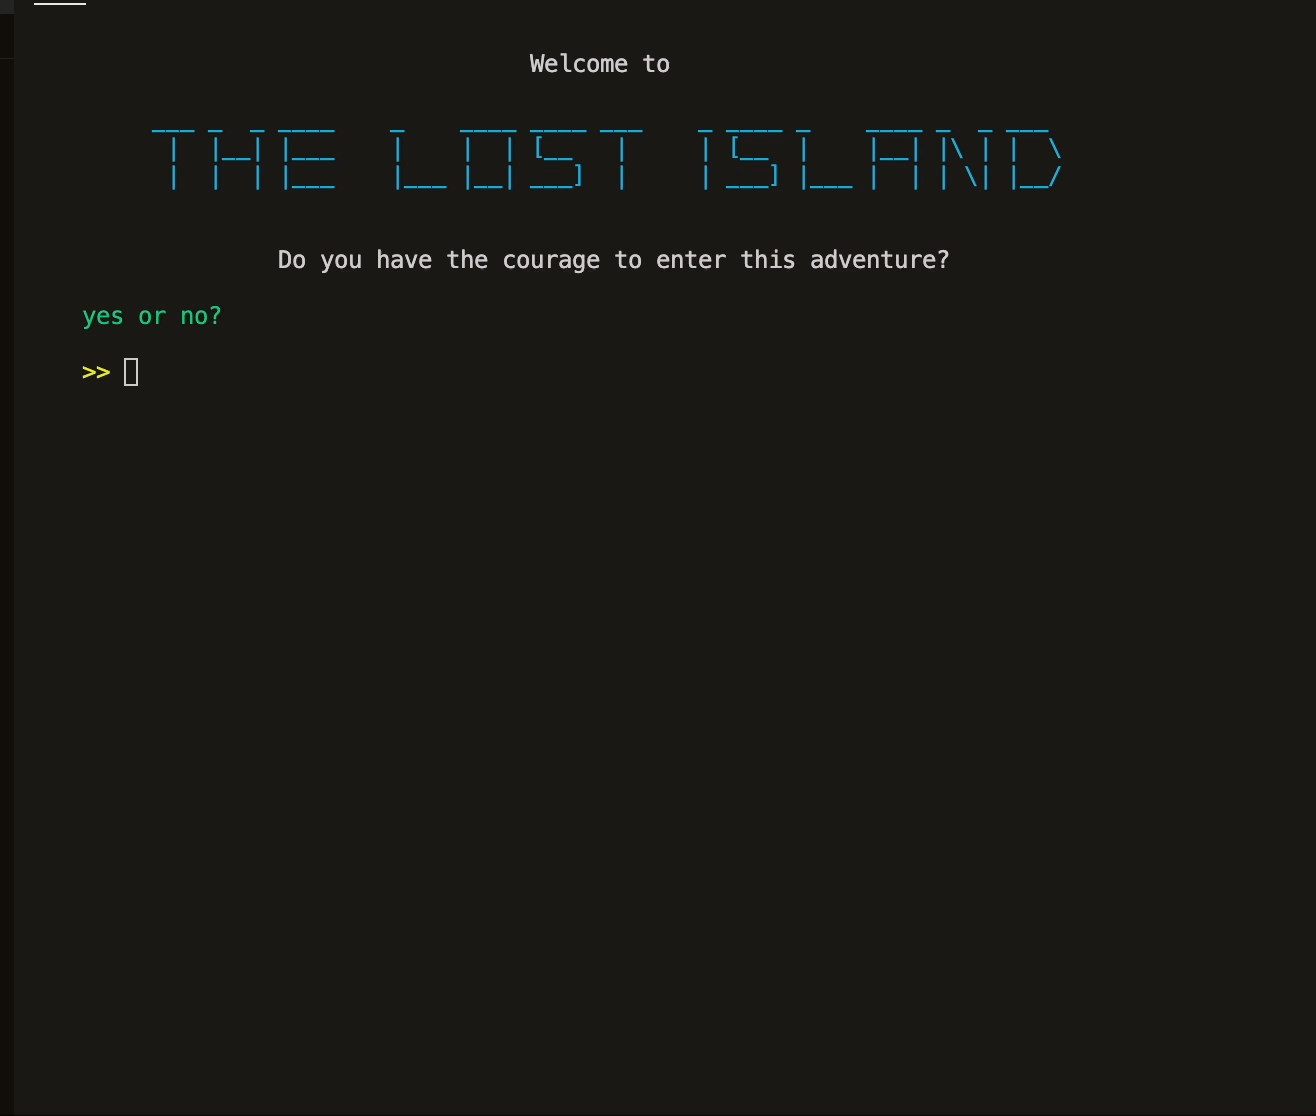 Welcome to
THE LOST ISLAND
Do you have the courage to enter this adventure?
yes or no?
>>